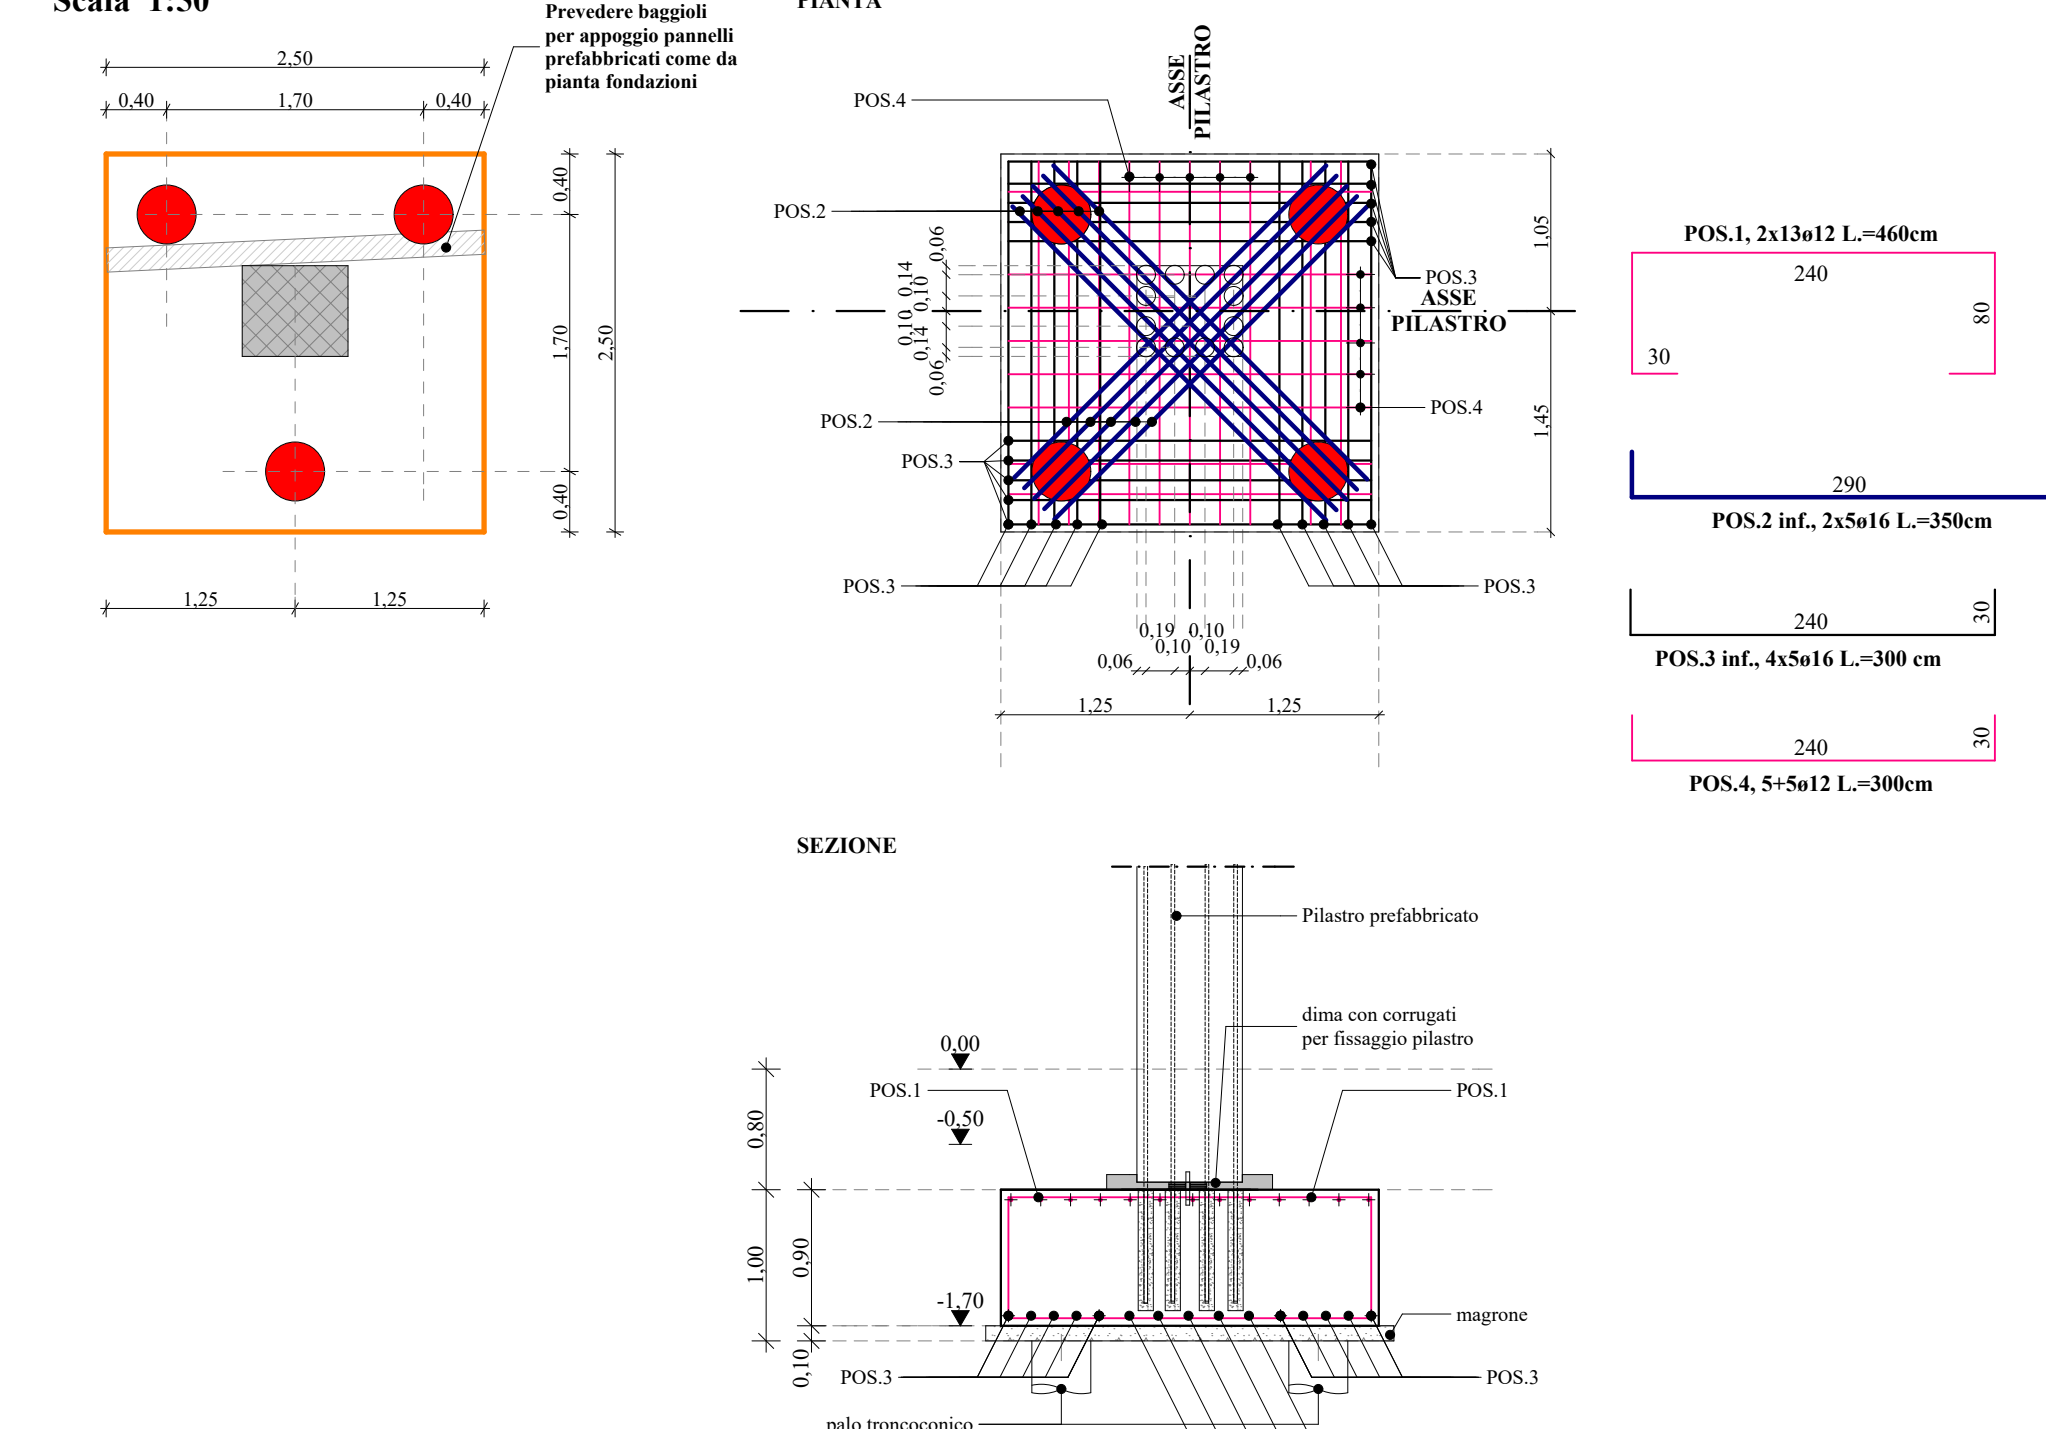 Scala 1:50
Prevedere baggioli
per appoggio pannelli
prefabbricati come da
pianta fondazioni
2,50
0,40
1,70
0,40
0,40
1,70
0,40
2,50
1,25
1,25
PIANTA
ASSE
PILASTRO
POS.4
POS.2
0,06
0,14
0,10
0,10
0,14
0,06
POS.3
ASSE
PILASTRO
1,05
1,45
POS.4
POS.2
POS.3
POS.3
POS.3
0,19
0,10
0,10
0,19
0,06
0,06
1,25
1,25
POS.1, 2x13ø12 L.=460cm
240
80
30
290
POS.2 inf., 2x5ø16 L.=350cm
240
30
POS.3 inf., 4x5ø16 L.=300 cm
240
30
POS.4, 5+5ø12 L.=300cm
SEZIONE
Pilastro prefabbricato
dima con corrugati
per fissaggio pilastro
0,00
POS.1
POS.1
-0,50
0,80
1,00
0,90
0,10
-1,70
magrone
POS.3
POS.3
palo troncoconico